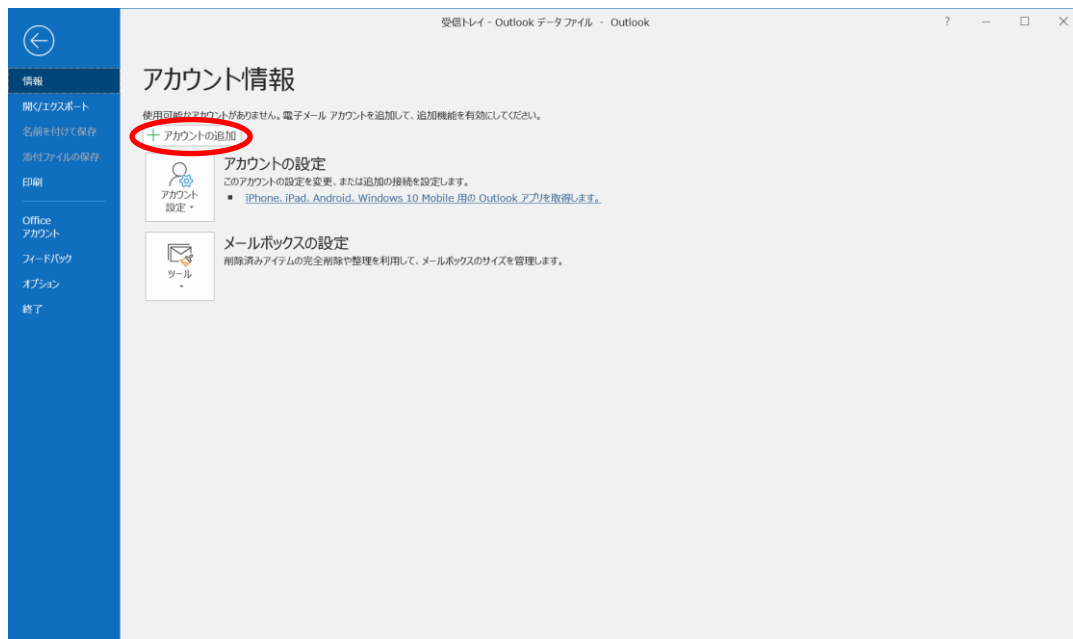 受信トレイ - Outlook データ ファイル - Outlook
?
情報
開く/エクスポート
名前を付けて保存
添付ファイルの保存
印刷
Office
アカウント
フィードバック
オプション
終了
アカウント情報
使用可能なアカウントがありません。電子メール アカウントを追加して、追加機能を有効にしてください。
アカウントの追加
アカウント
設定
アカウントの設定
このアカウントの設定を変更、または追加の接続を設定します。
iPhone、iPad、Android、Windows 10 Mobile 用の Outlook アプリを取得します。
ツール
メールボックスの設定
削除済みアイテムの完全削除や整理を利用して、メールボックスのサイズを管理します。